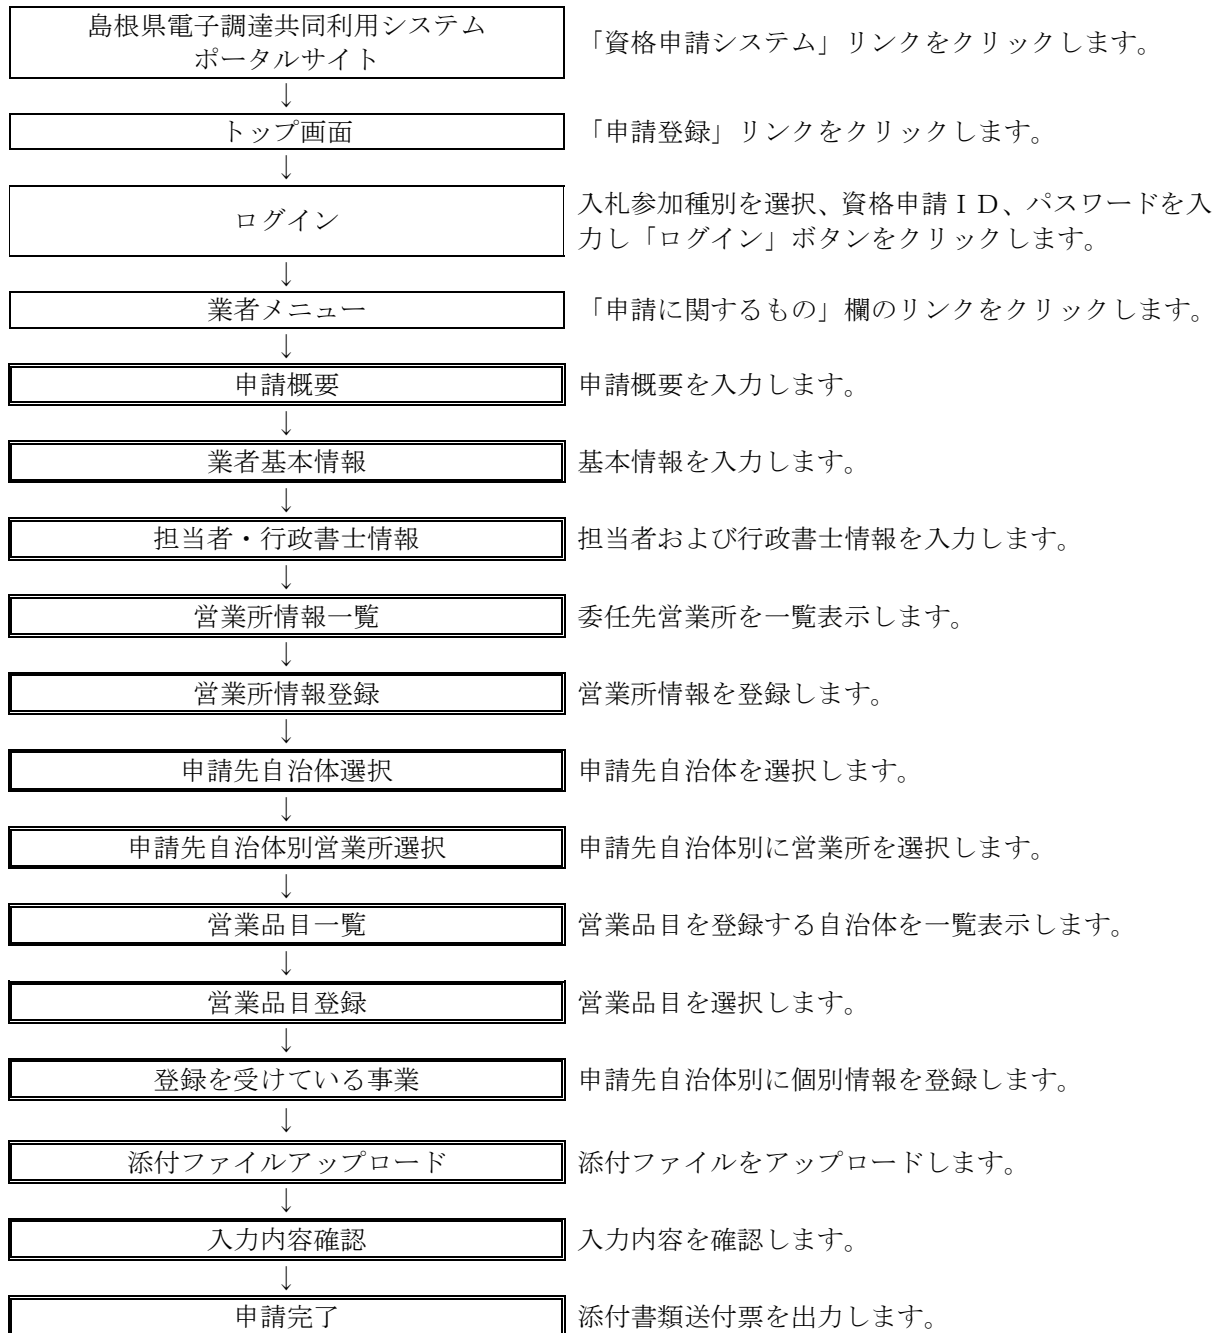 島根県電子調達共同利用システム
ポータルサイト
「資格申請システム」リンクをクリックします。
↓
トップ画面
「申請登録」リンクをクリックします。
↓
ログイン
入札参加種別を選択、資格申請ＩＤ、パスワードを入
力し「ログイン」ボタンをクリックします。
↓
業者メニュー
「申請に関するもの」欄のリンクをクリックします。
↓
申請概要
申請概要を入力します。
↓
業者基本情報
基本情報を入力します。
↓
担当者・行政書士情報
担当者および行政書士情報を入力します。
↓
営業所情報一覧
委任先営業所を一覧表示します。
↓
営業所情報登録
営業所情報を登録します。
↓
申請先自治体選択
申請先自治体を選択します。
↓
申請先自治体別営業所選択
申請先自治体別に営業所を選択します。
↓
営業品目一覧
営業品目を登録する自治体を一覧表示します。
↓
営業品目登録
営業品目を選択します。
↓
登録を受けている事業
申請先自治体別に個別情報を登録します。
↓
添付ファイルアップロード
添付ファイルをアップロードします。
↓
入力内容確認
入力内容を確認します。
↓
申請完了
添付書類送付票を出力します。